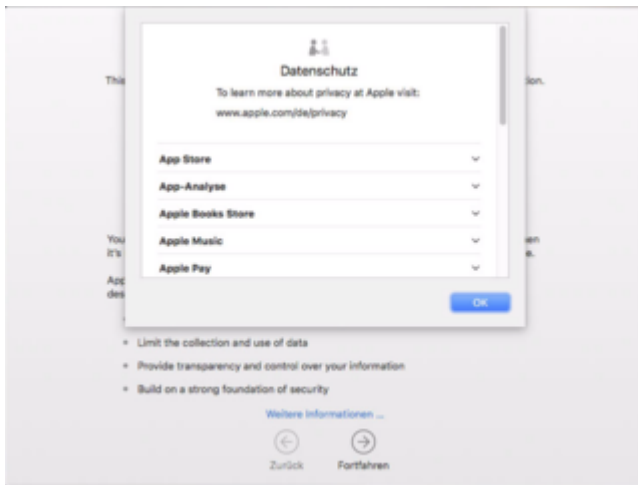 Datenschutz
To learn more about privacy at Apple visit:
www.apple.com/de/privacy
App Store
App-Analyse
Apple Books Store
Apple Music
Apple Pay
OK
This
ion.
You
en
it's
e.
App
des
+ Limit the collection and use of data
+ Provide transparency and control over your information
+ Build on a strong foundation of security
Weitere Informationen ...
Zurück
Fortfahren